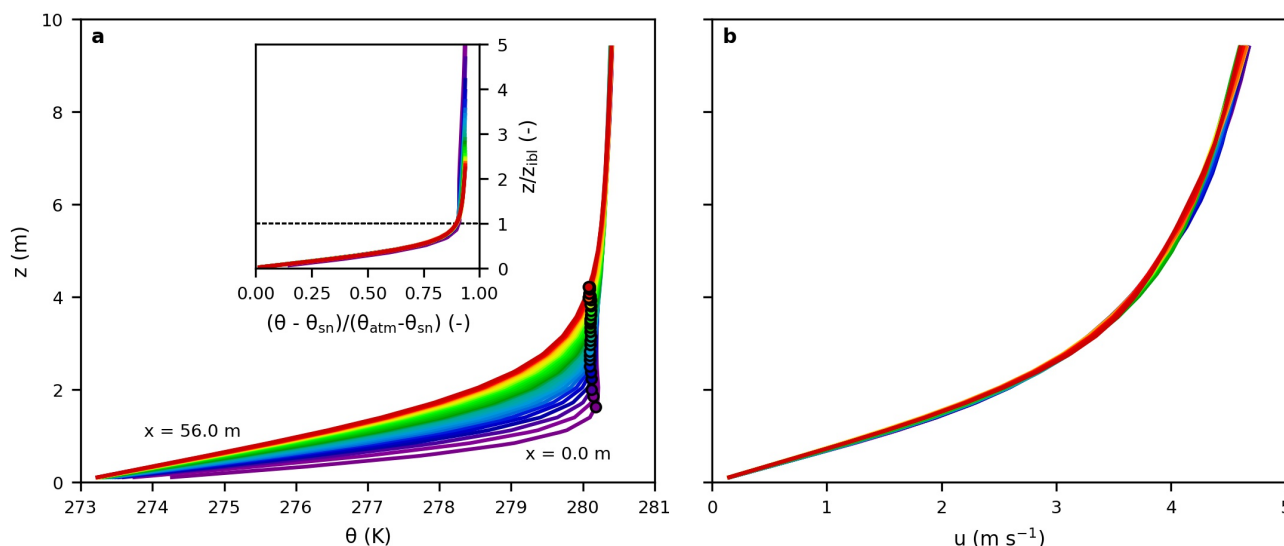 a
10
8
6
4
2
0
z (m)
273 274 275 276 277 278 279 280 281
θ (K)
x = 56.0 m
x = 0.0 m
5
4
3
2
1
0
z/z_ibl (-)
0.00 0.25 0.50 0.75 1.00
(θ - θ_sn)/(θ_atm-θ_sn) (-)
b
0 1 2 3 4 5
u (m s⁻¹)